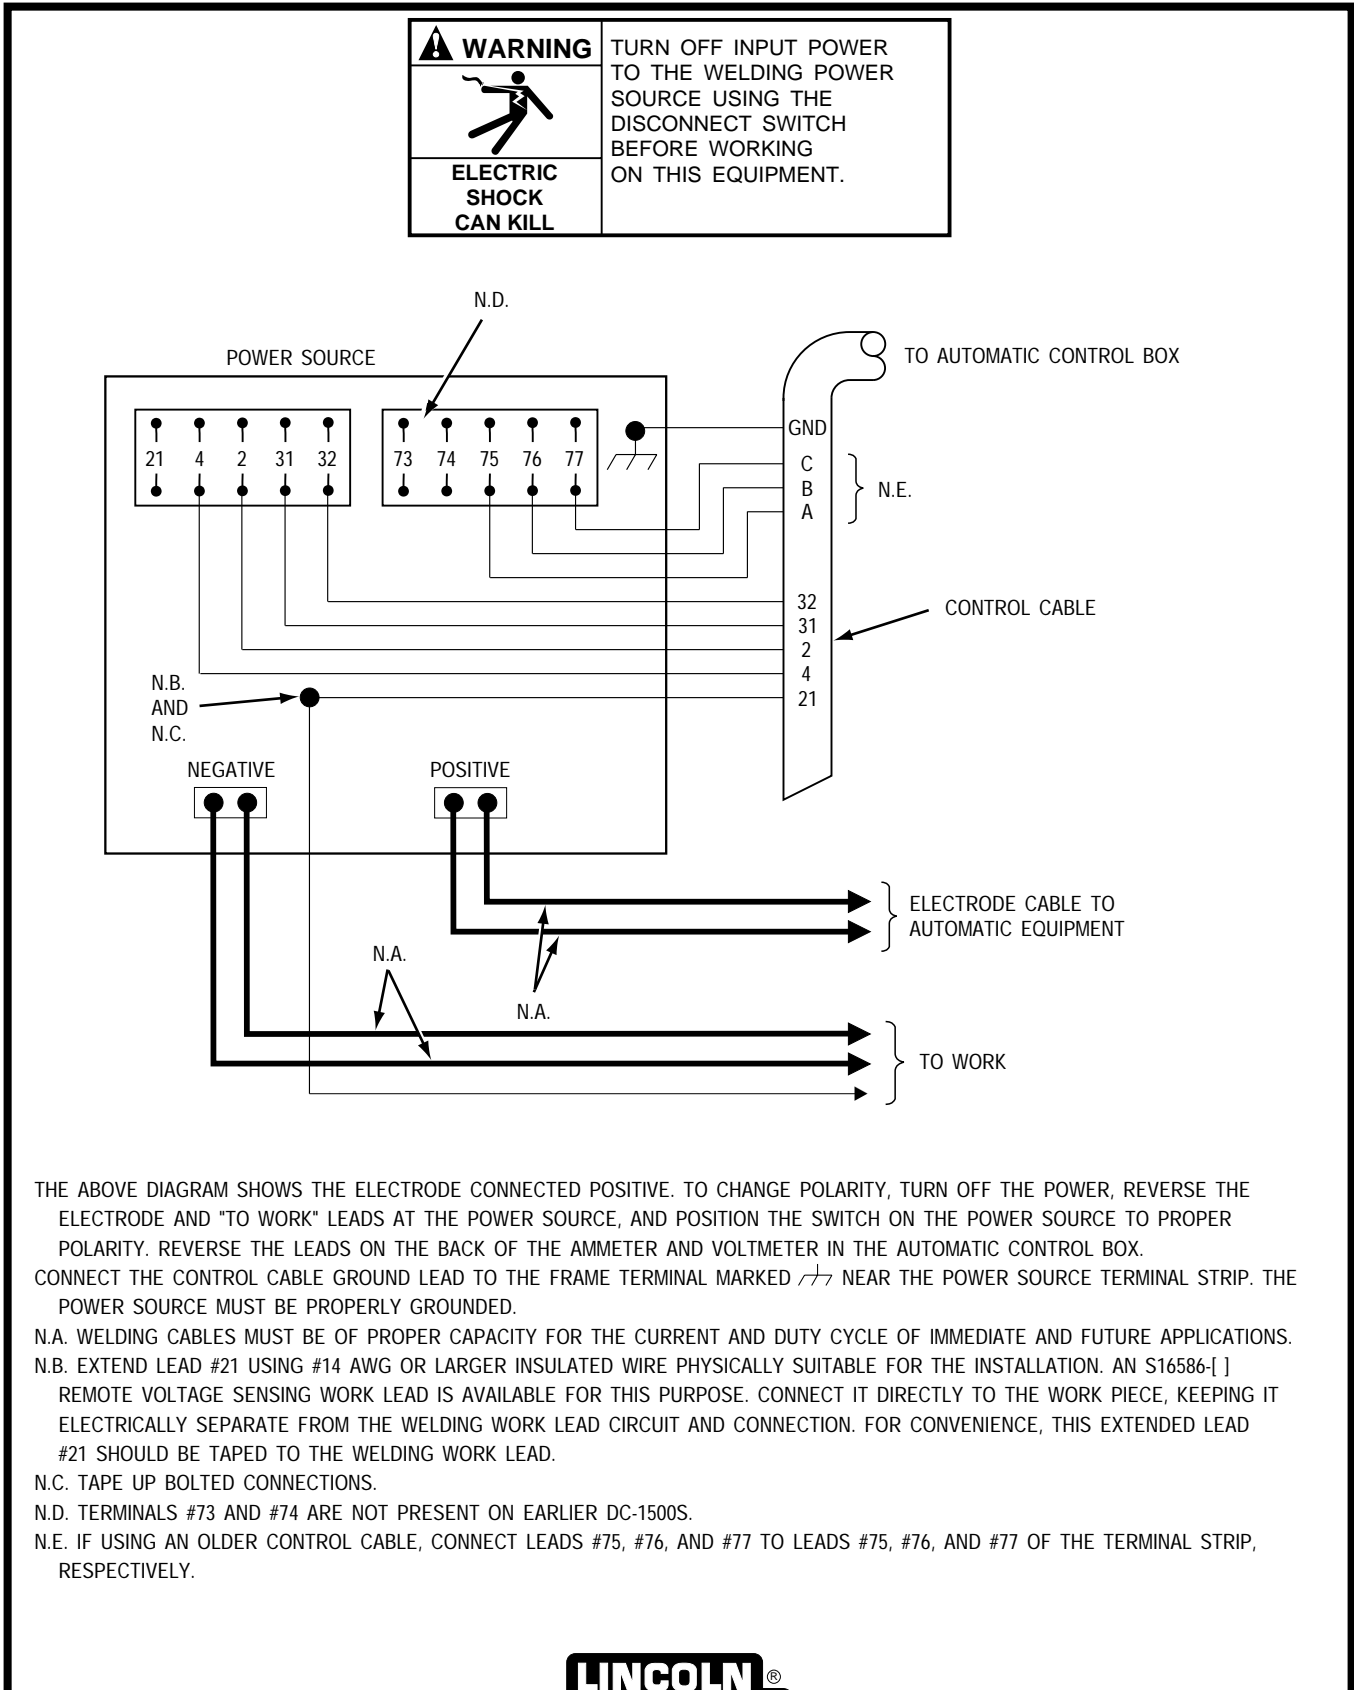 WARNING
TURN OFF INPUT POWER
TO THE WELDING POWER
SOURCE USING THE
DISCONNECT SWITCH
BEFORE WORKING
ON THIS EQUIPMENT.
ELECTRIC
SHOCK
CAN KILL
N.D.
POWER SOURCE
TO AUTOMATIC CONTROL BOX
GND
21 4 2 31 32 73 74 75 76 77
C
B
A
N.E.
32
31
2
4
21
CONTROL CABLE
N.B.
AND
N.C.
NEGATIVE POSITIVE
ELECTRODE CABLE TO
AUTOMATIC EQUIPMENT
N.A.
N.A.
TO WORK
THE ABOVE DIAGRAM SHOWS THE ELECTRODE CONNECTED POSITIVE. TO CHANGE POLARITY, TURN OFF THE POWER, REVERSE THE
ELECTRODE AND "TO WORK" LEADS AT THE POWER SOURCE, AND POSITION THE SWITCH ON THE POWER SOURCE TO PROPER
POLARITY. REVERSE THE LEADS ON THE BACK OF THE AMMETER AND VOLTMETER IN THE AUTOMATIC CONTROL BOX.
CONNECT THE CONTROL CABLE GROUND LEAD TO THE FRAME TERMINAL MARKED NEAR THE POWER SOURCE TERMINAL STRIP. THE
POWER SOURCE MUST BE PROPERLY GROUNDED.
N.A. WELDING CABLES MUST BE OF PROPER CAPACITY FOR THE CURRENT AND DUTY CYCLE OF IMMEDIATE AND FUTURE APPLICATIONS.
N.B. EXTEND LEAD #21 USING #14 AWG OR LARGER INSULATED WIRE PHYSICALLY SUITABLE FOR THE INSTALLATION. AN S16586-[ ]
REMOTE VOLTAGE SENSING WORK LEAD IS AVAILABLE FOR THIS PURPOSE. CONNECT IT DIRECTLY TO THE WORK PIECE, KEEPING IT
ELECTRICALLY SEPARATE FROM THE WELDING WORK LEAD CIRCUIT AND CONNECTION. FOR CONVENIENCE, THIS EXTENDED LEAD
#21 SHOULD BE TAPED TO THE WELDING WORK LEAD.
N.C. TAPE UP BOLTED CONNECTIONS.
N.D. TERMINALS #73 AND #74 ARE NOT PRESENT ON EARLIER DC-1500S.
N.E. IF USING AN OLDER CONTROL CABLE, CONNECT LEADS #75, #76, AND #77 TO LEADS #75, #76, AND #77 OF THE TERMINAL STRIP,
RESPECTIVELY.
LINCOLN ®